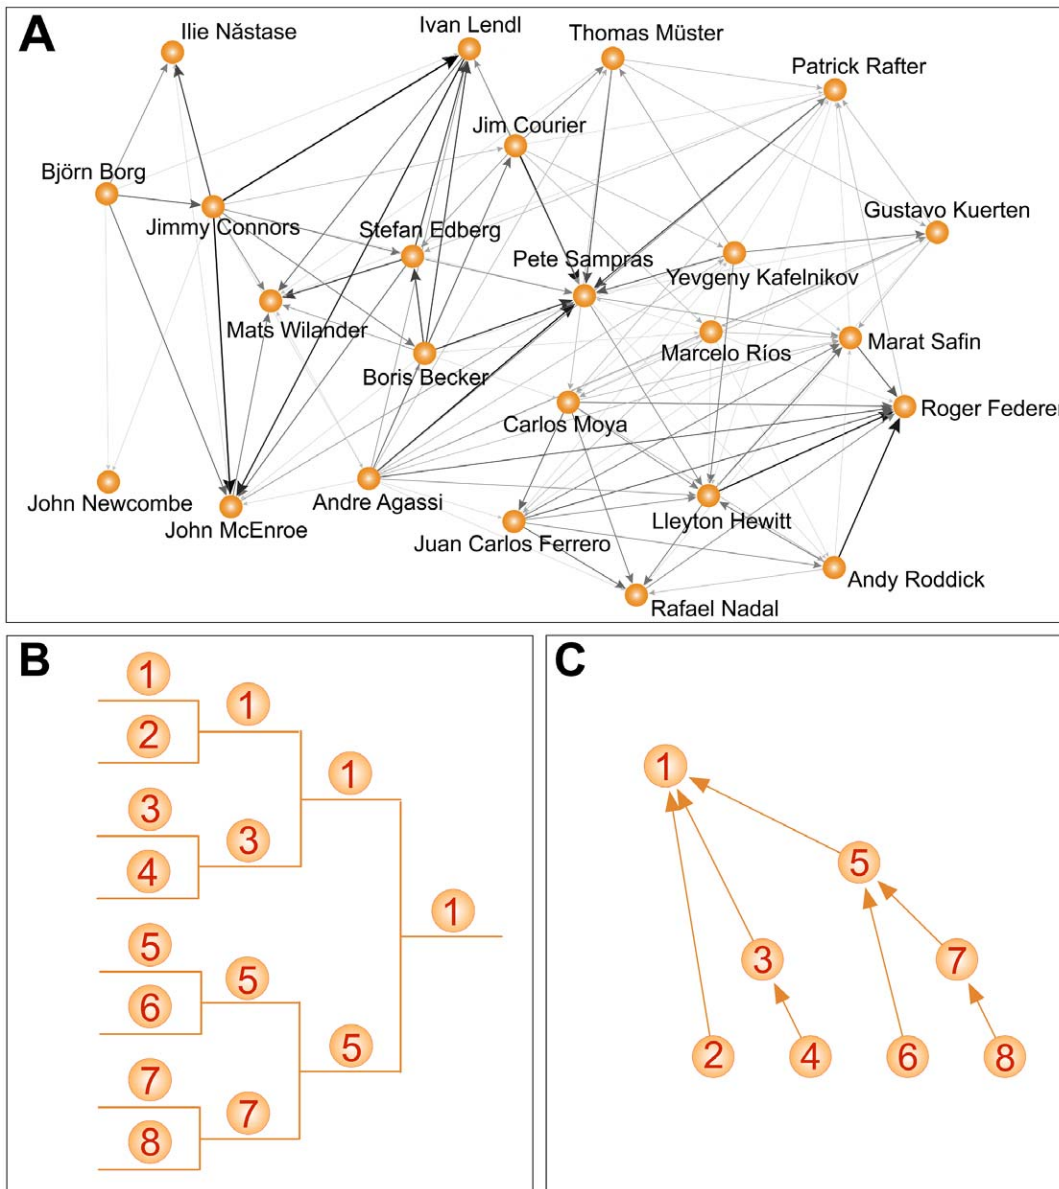 A
Ilie Năstase
Ivan Lendl
Thomas Müster
Patrick Rafter
Jim Courier
Björn Borg
Jimmy Connors
Stefan Edberg
Gustavo Kuerten
Pete Sampras
Yevgeny Kafelnikov
Mats Wilander
Marcelo Ríos
Marat Safin
Boris Becker
Carlos Moya
Roger Federer
John Newcombe
John McEnroe
Andre Agassi
Juan Carlos Ferrero
Lleyton Hewitt
Andy Roddick
Rafael Nadal
B
1
2
3
4
5
6
7
8
1
3
5
7
1
5
1
C
1
5
3
7
2
4
6
8